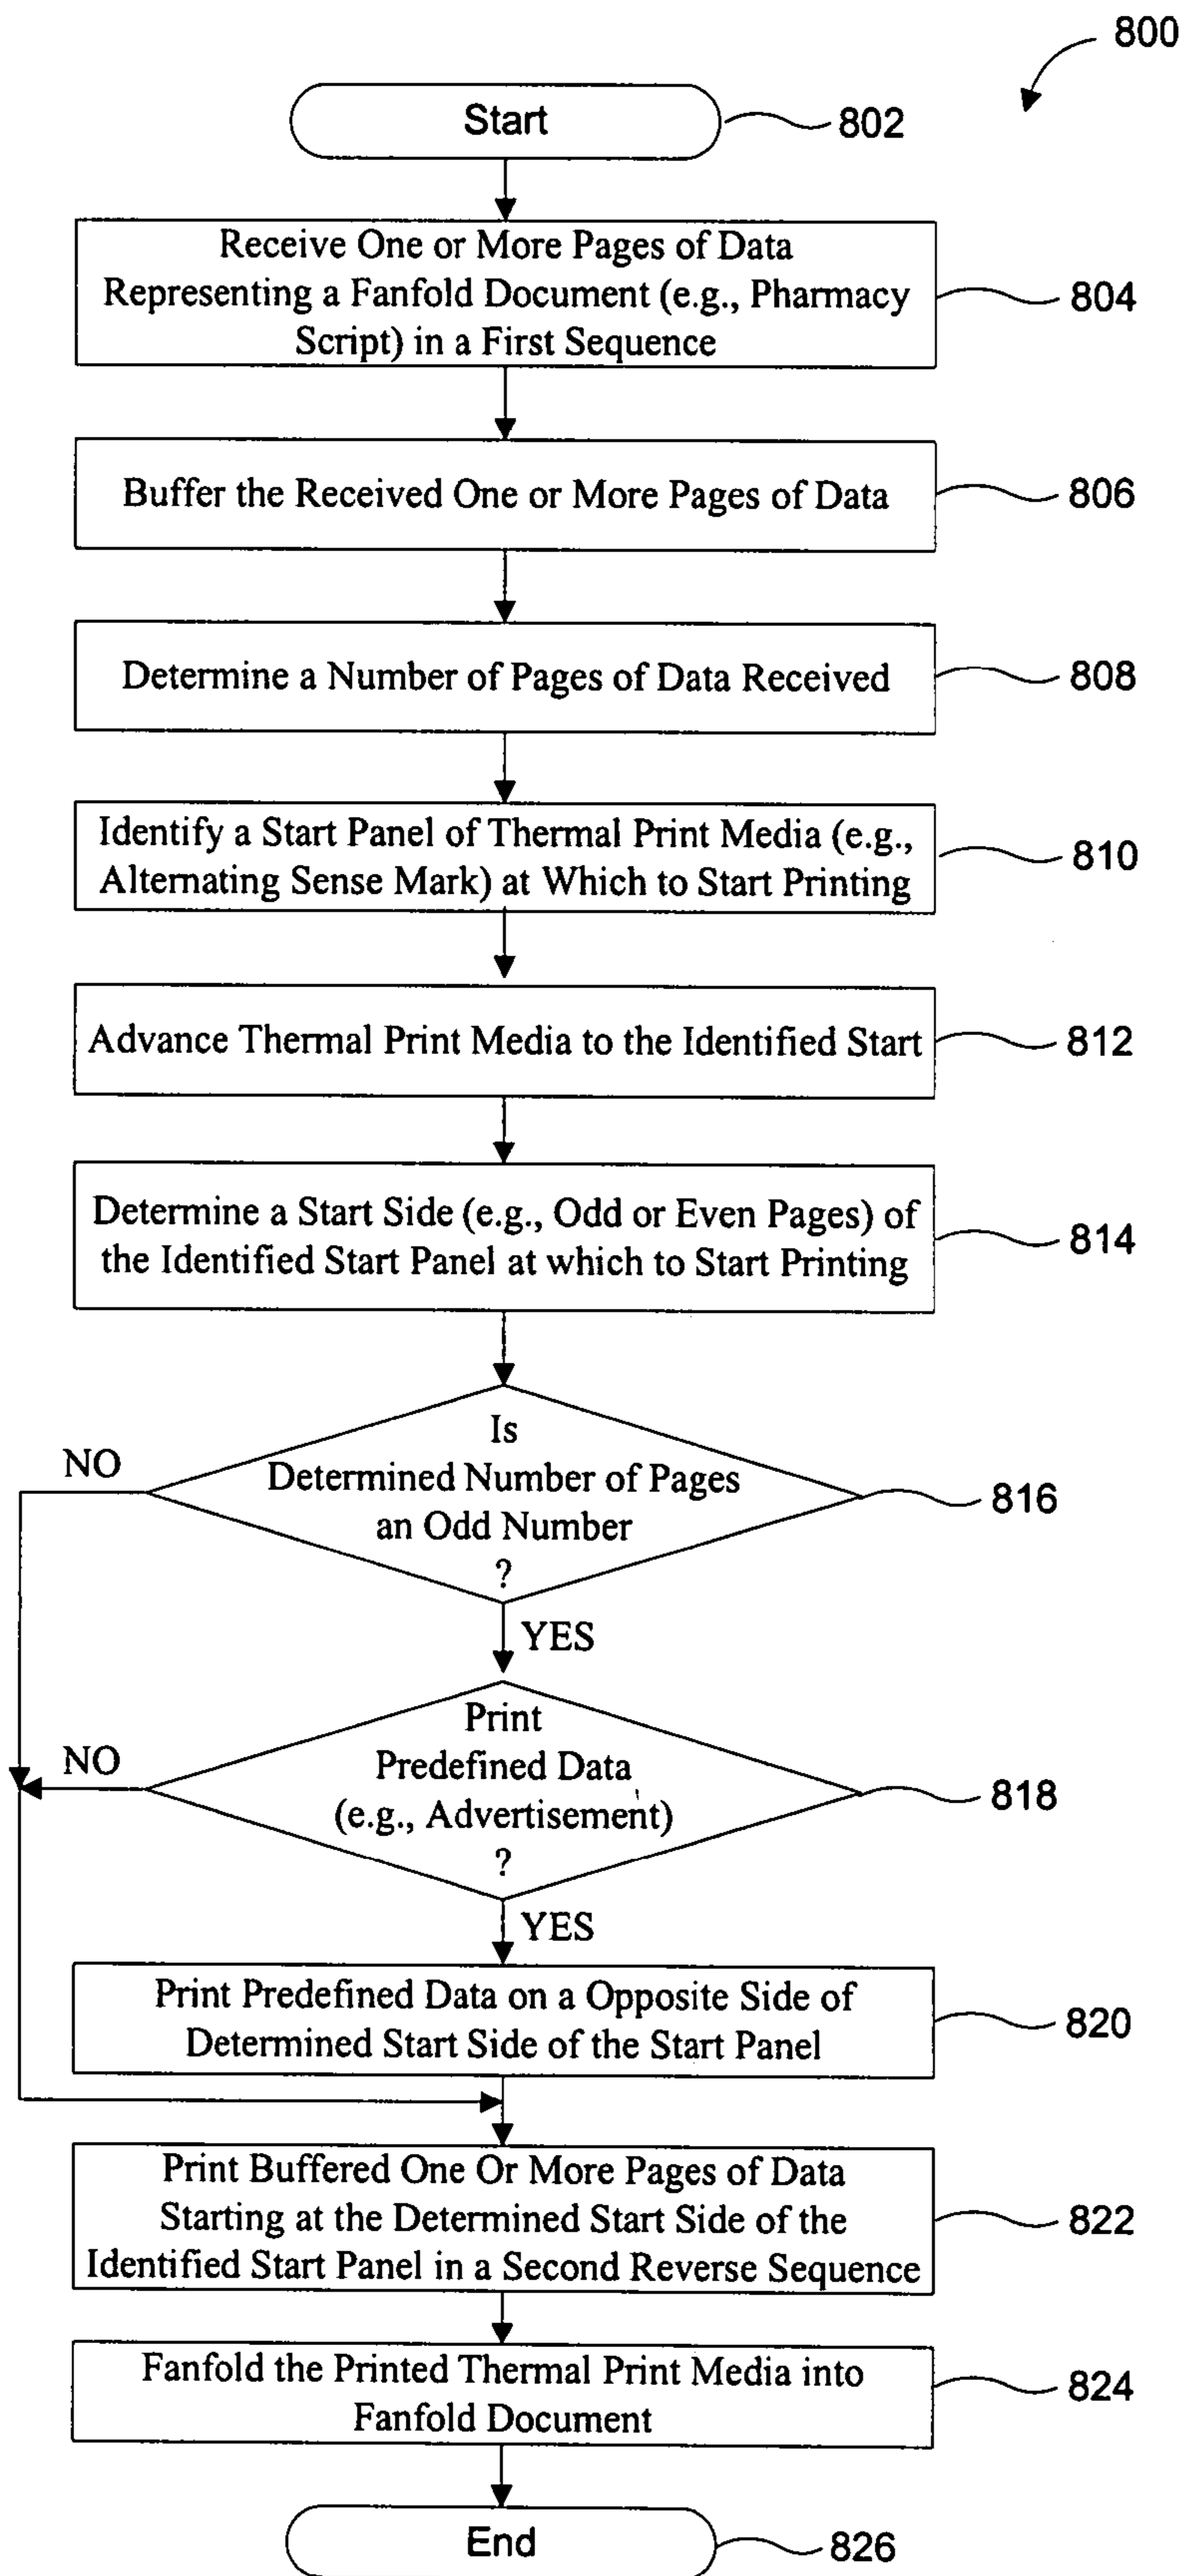 800
Start
802
Receive One or More Pages of Data
Representing a Fanfold Document (e.g., Pharmacy
Script) in a First Sequence
804
Buffer the Received One or More Pages of Data
806
Determine a Number of Pages of Data Received
808
Identify a Start Panel of Thermal Print Media (e.g.,
Alternating Sense Mark) at Which to Start Printing
810
Advance Thermal Print Media to the Identified Start
812
Determine a Start Side (e.g., Odd or Even Pages) of
the Identified Start Panel at which to Start Printing
814
Is
Determined Number of Pages
an Odd Number
?
816
NO
YES
Print
Predefined Data
(e.g., Advertisement)
?
818
NO
YES
Print Predefined Data on a Opposite Side of
Determined Start Side of the Start Panel
820
Print Buffered One Or More Pages of Data
Starting at the Determined Start Side of the
Identified Start Panel in a Second Reverse Sequence
822
Fanfold the Printed Thermal Print Media into
Fanfold Document
824
End
826